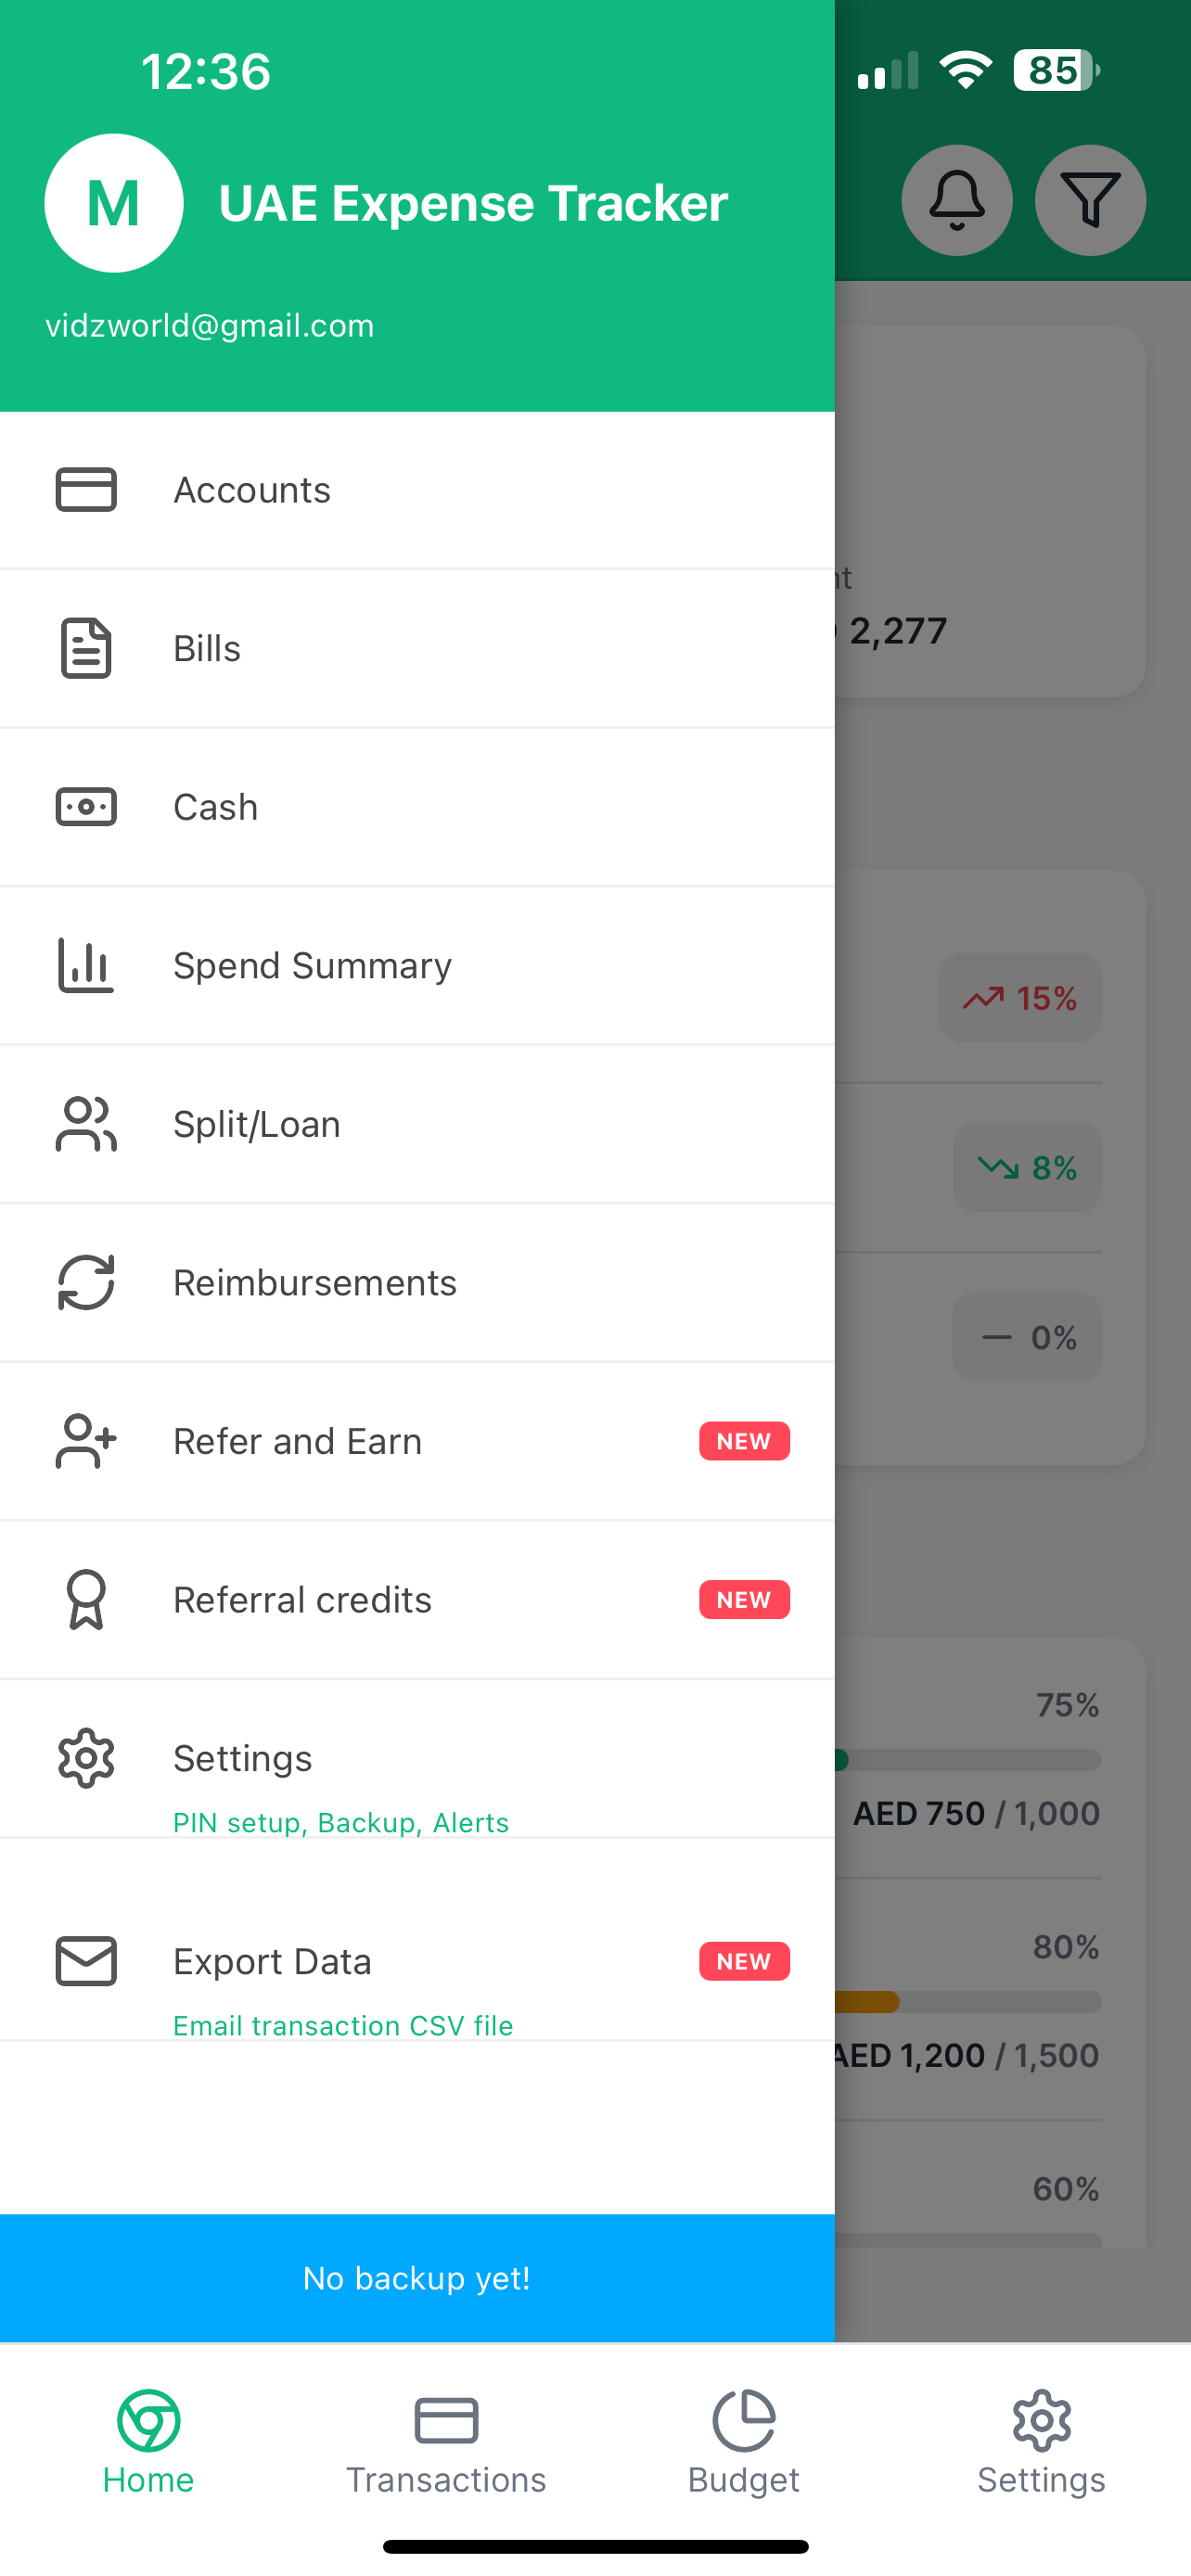 12:36
85
M
UAE Expense Tracker
vidzworld@gmail.com
Accounts
Bills
nt
2,277
Cash
Spend Summary
15%
Split/Loan
8%
Reimbursements
0%
Refer and Earn
NEW
Referral credits
NEW
75%
Settings
PIN setup, Backup, Alerts
AED 750 / 1,000
80%
Export Data
NEW
Email transaction CSV file
AED 1,200 / 1,500
60%
No backup yet!
Home
Transactions
Budget
Settings